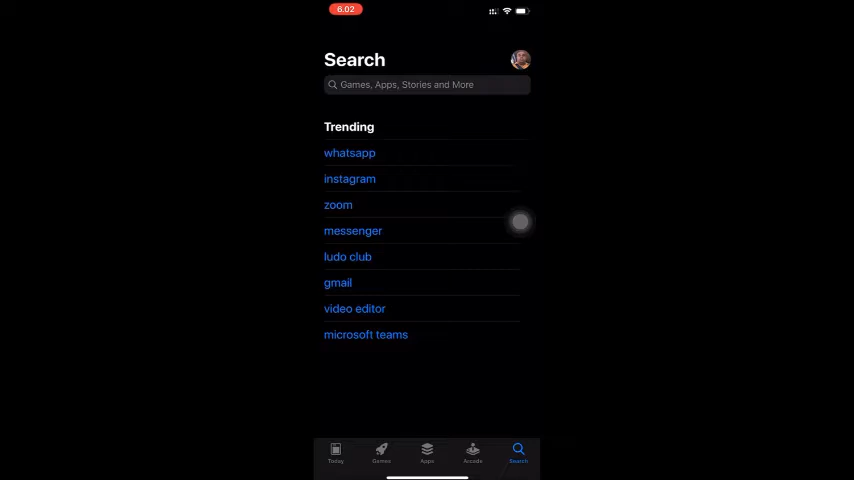 6.02
Search
Games, Apps, Stories and More
Trending
whatsapp
instagram
zoom
messenger
ludo club
gmail
video editor
microsoft teams
Today Games Apps Arcade Search